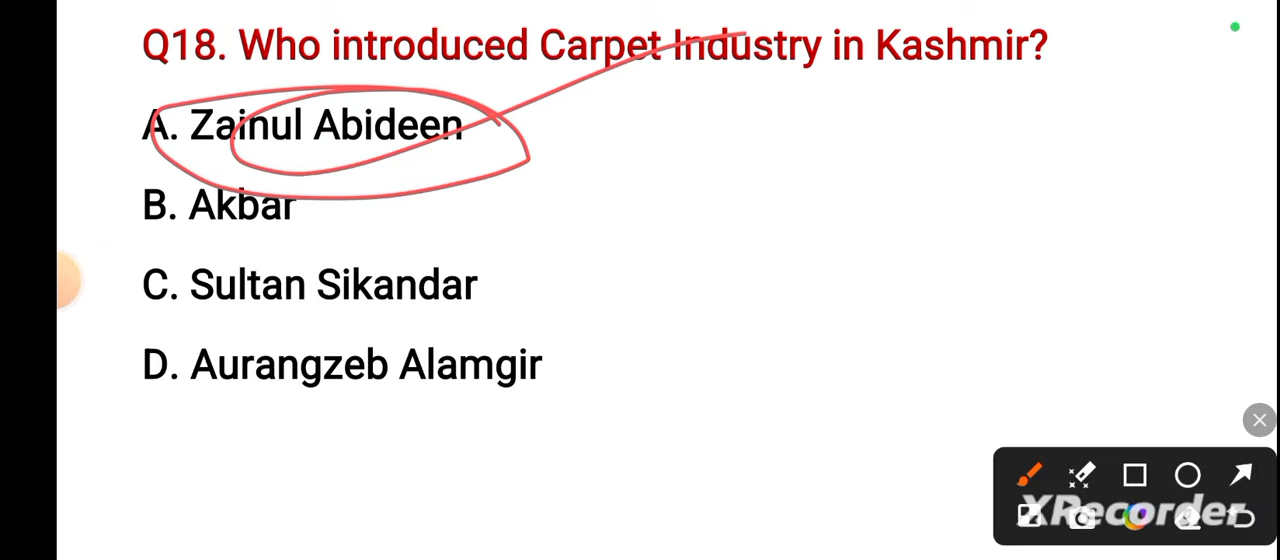 Q18. Who introduced Carpet Industry in Kashmir?
A. Zainul Abideen
B. Akbar
C. Sultan Sikandar
D. Aurangzeb Alamgir
XRecorder